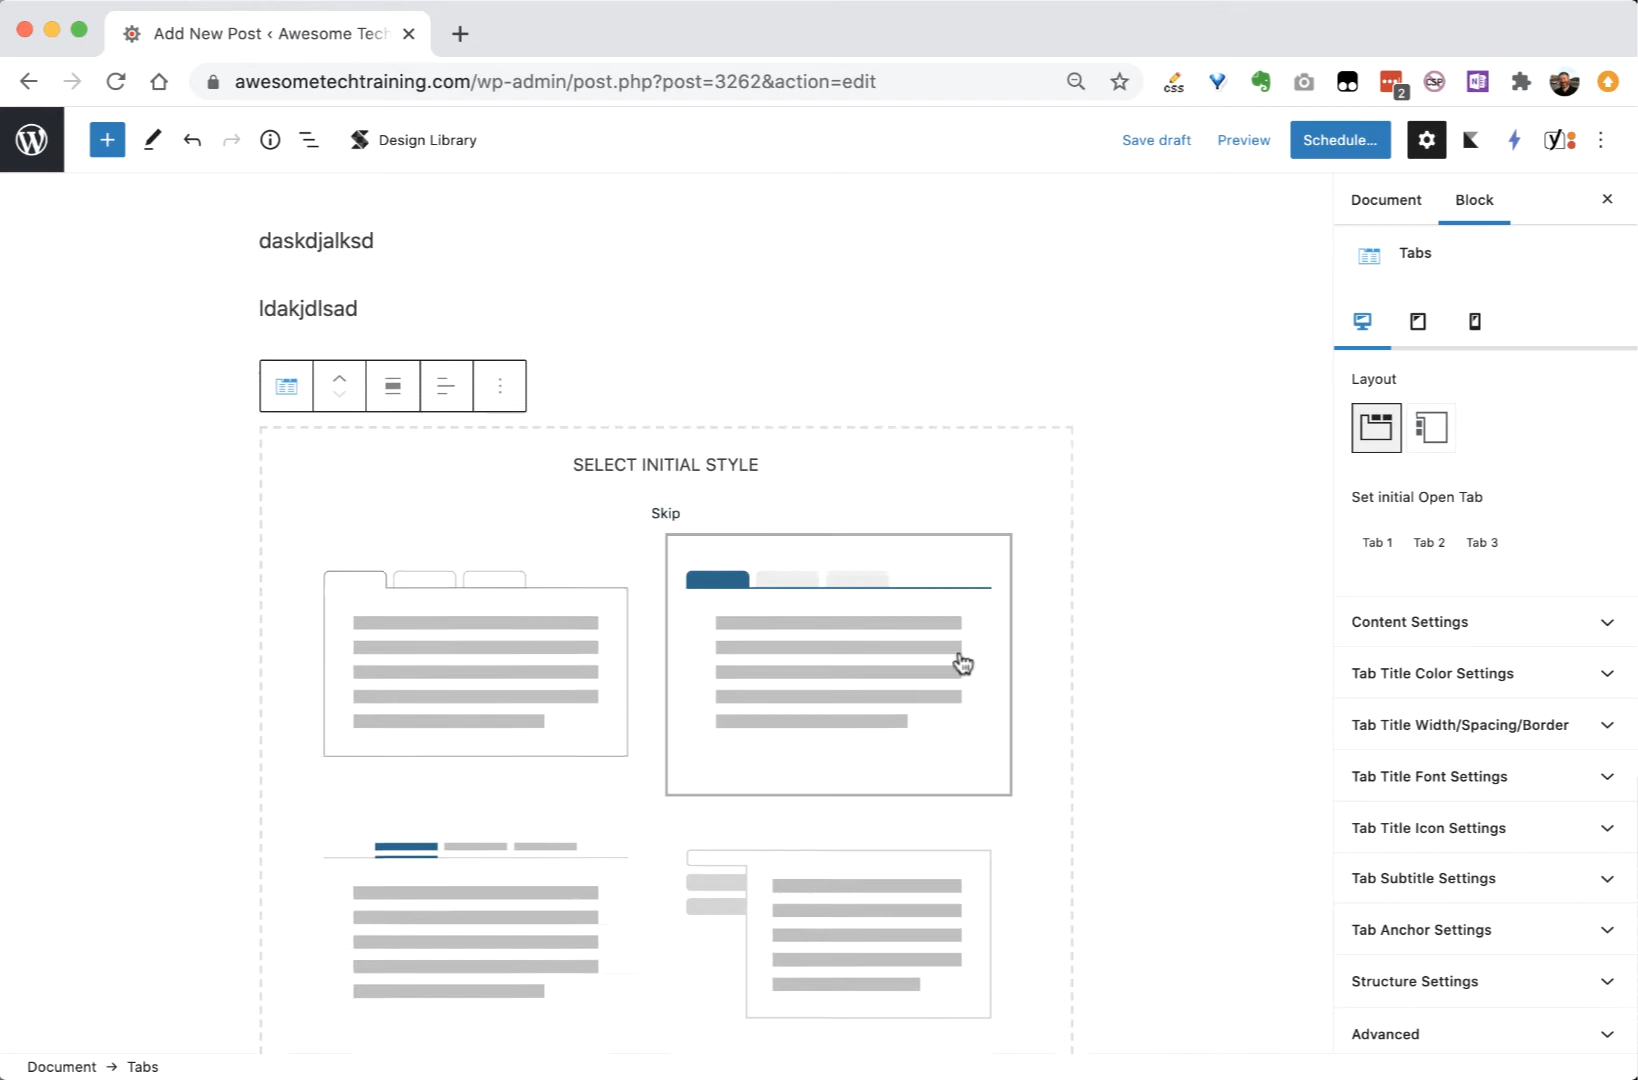 Add New Post ‹ Awesome Tech
awesometechtraining.com/wp-admin/post.php?post=3262&action=edit
css
2
CSP
N
W
Design Library
Save draft
Preview
Schedule...
y
daskdjalksd
ldakjdlsad
SELECT INITIAL STYLE
Skip
Document
Block
Tabs
Layout
Set initial Open Tab
Tab 1 Tab 2 Tab 3
Content Settings
Tab Title Color Settings
Tab Title Width/Spacing/Border
Tab Title Font Settings
Tab Title Icon Settings
Tab Subtitle Settings
Tab Anchor Settings
Structure Settings
Advanced
Document → Tabs